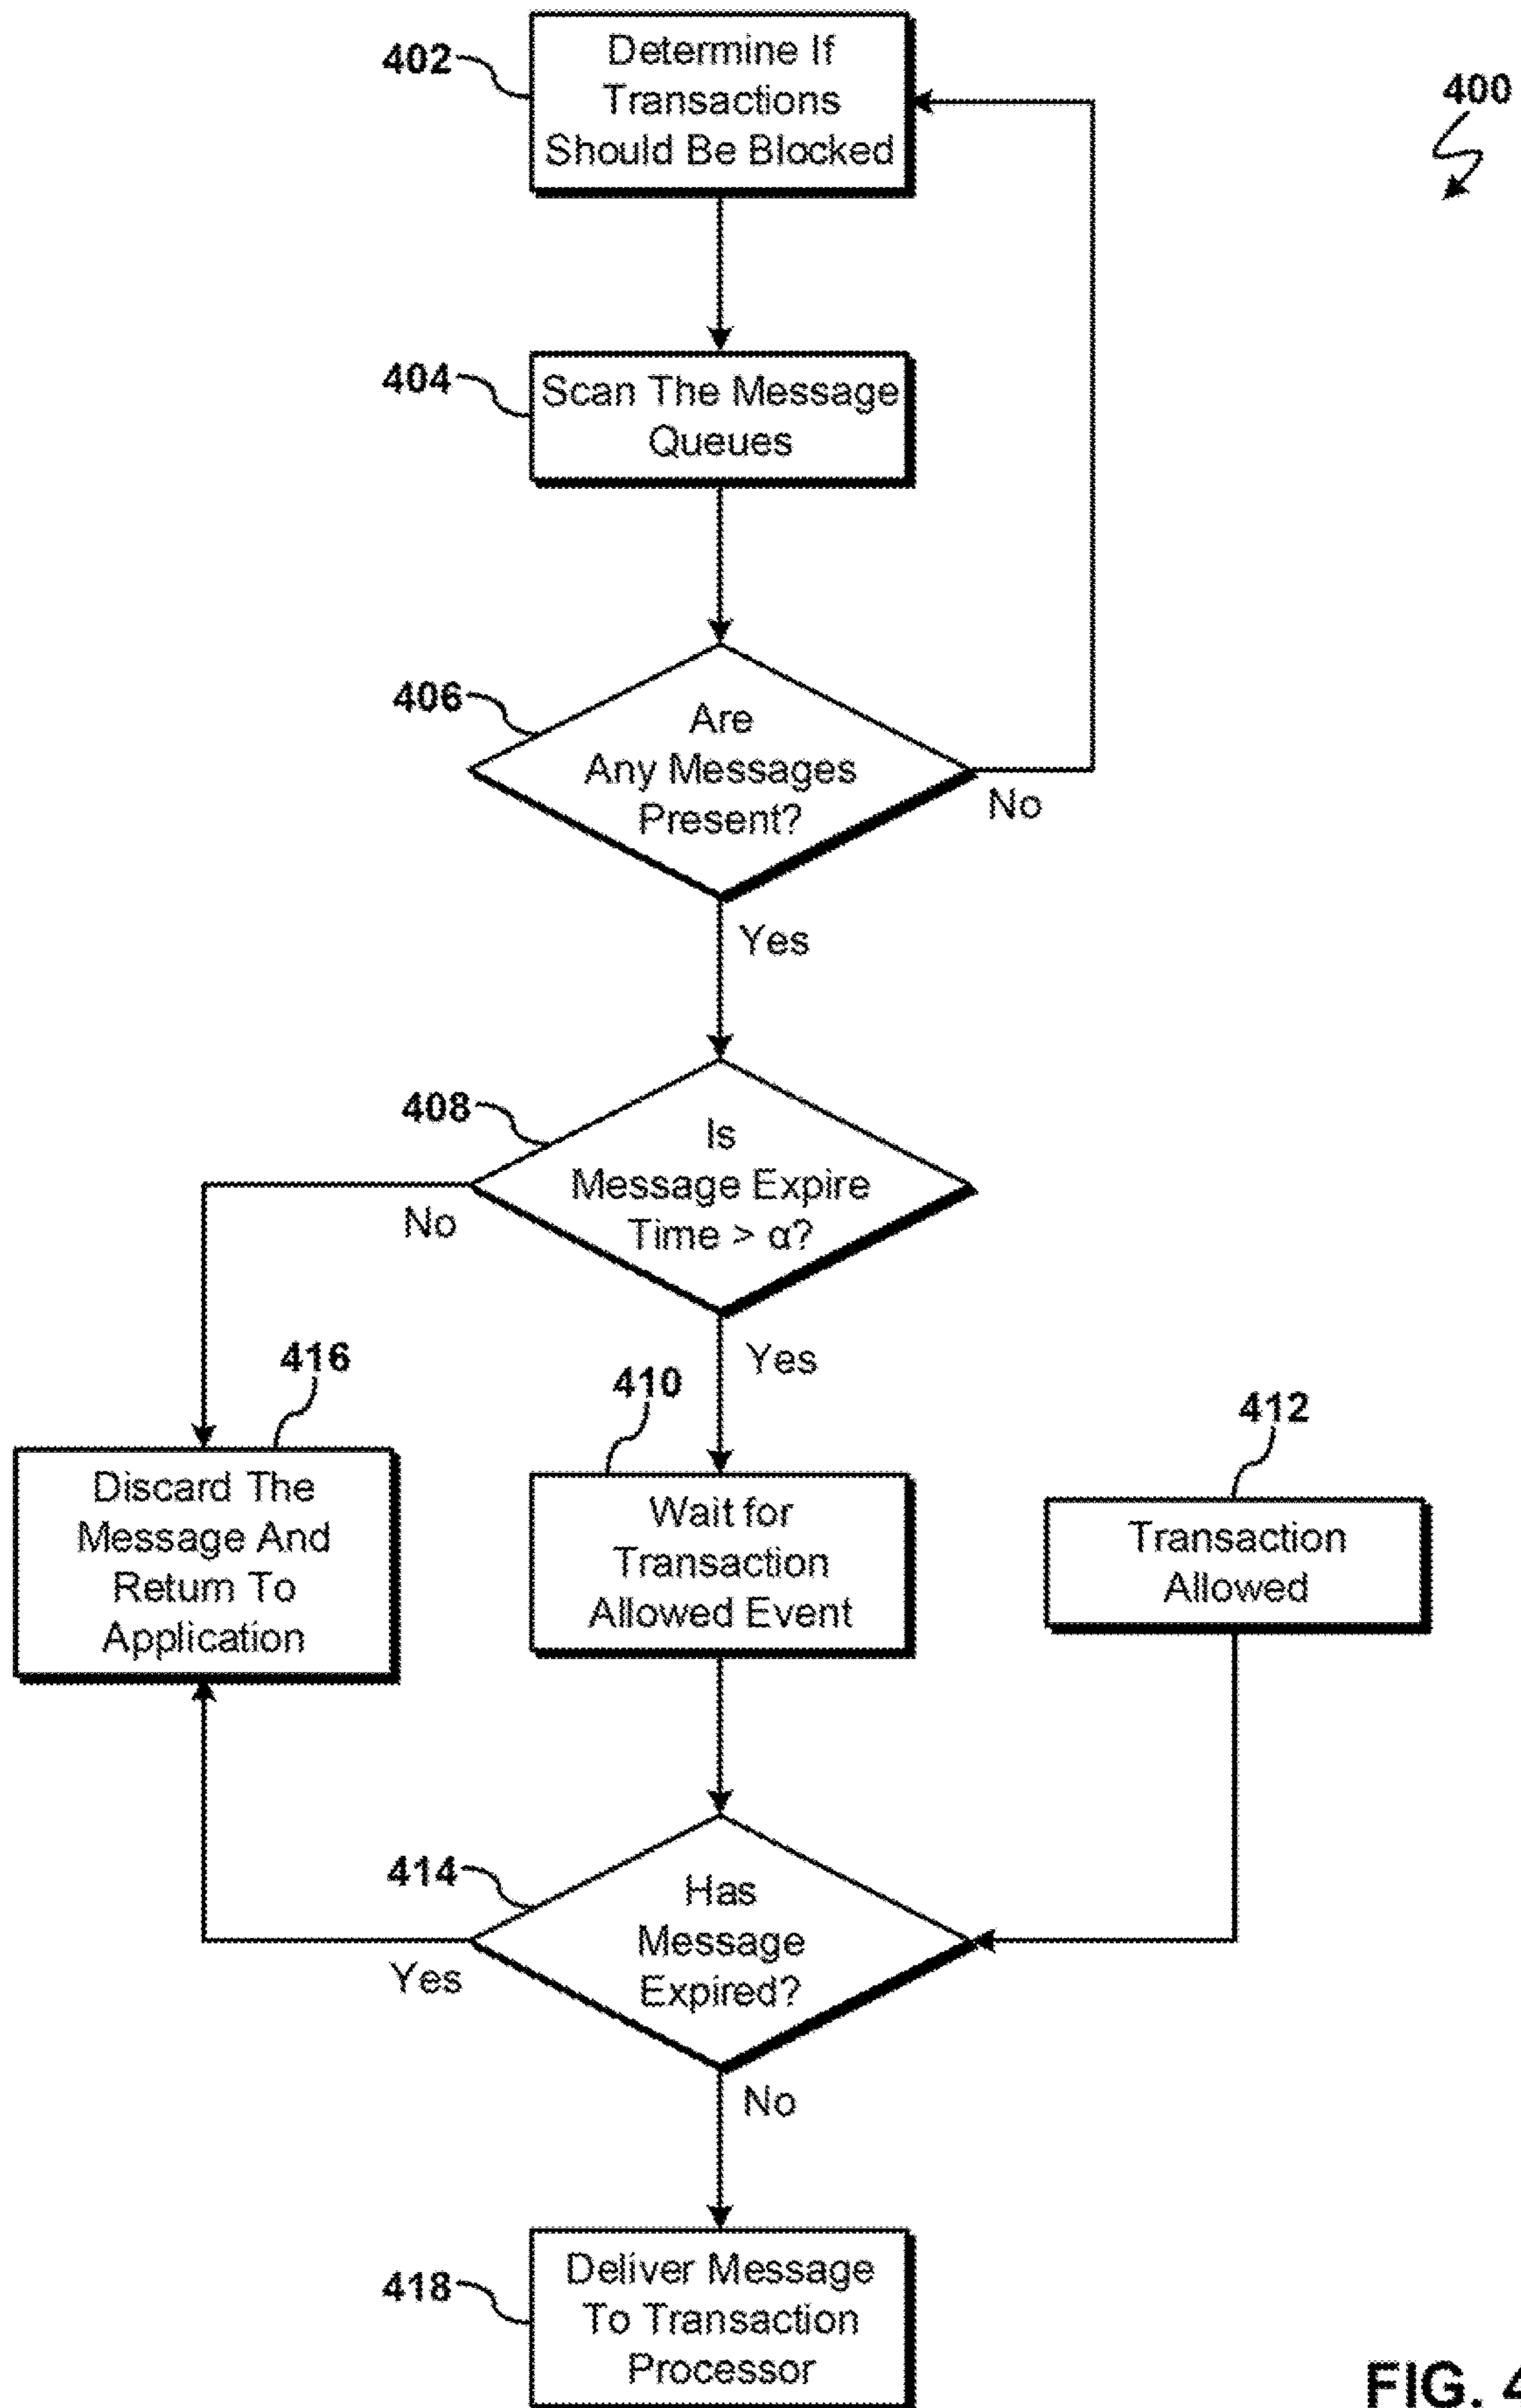 402
Determine If
Transactions
Should Be Blocked
400
404
Scan The Message
Queues
406
Are
Any Messages
Present?
No
Yes
408
Is
Message Expire
Time > α?
No
Yes
416
Discard The
Message And
Return To
Application
410
Wait for
Transaction
Allowed Event
412
Transaction
Allowed
414
Has
Message
Expired?
Yes
No
418
Deliver Message
To Transaction
Processor
FIG. 4